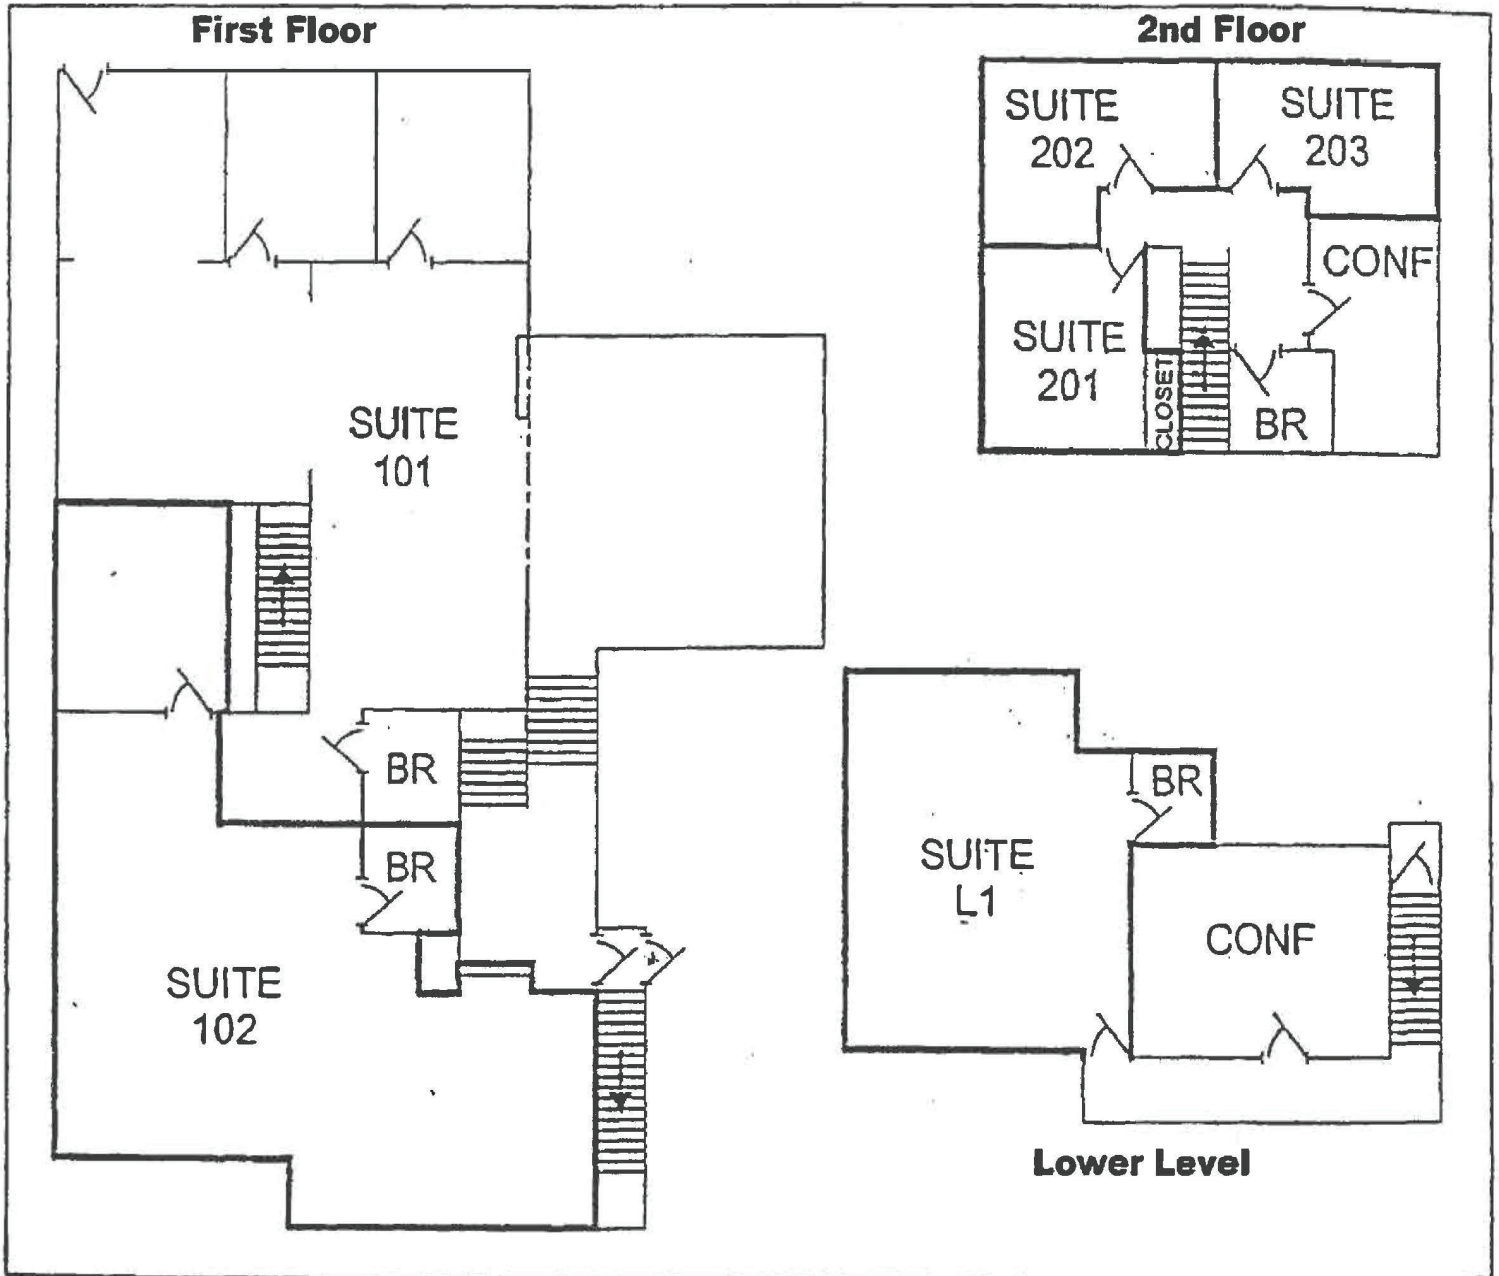 First Floor
2nd Floor
SUITE
202
SUITE
203
CONF
SUITE
201
CLOSET
BR
SUITE
101
BR
BR
SUITE
102
BR
SUITE
L1
CONF
Lower Level